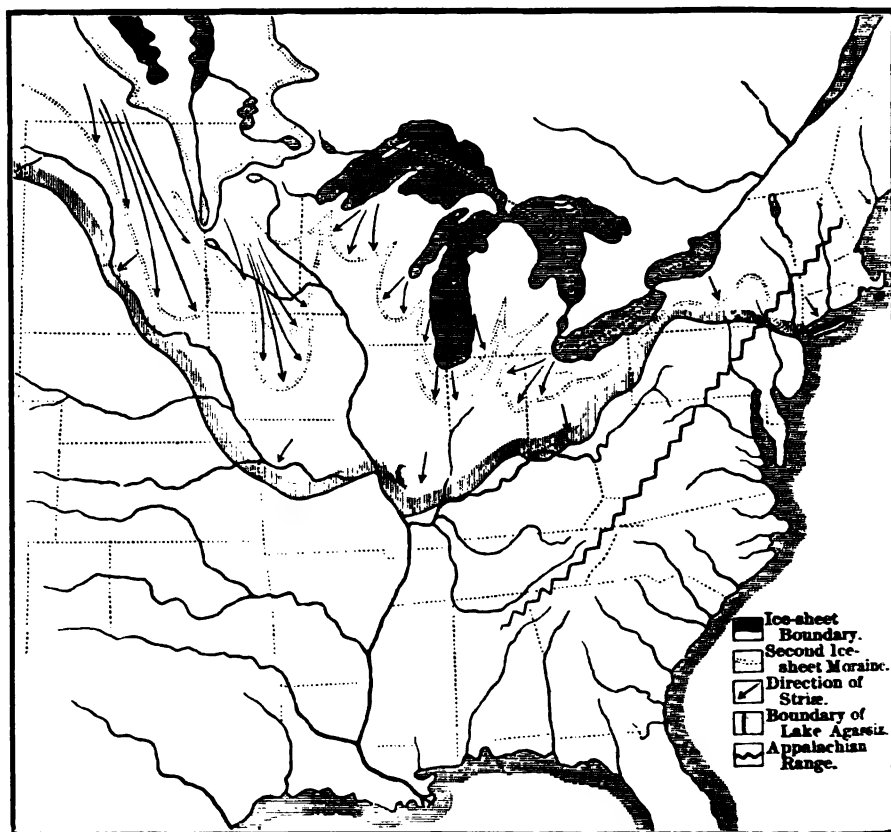 Ice-sheet
Boundary.
Second Ice-
sheet Moraine.
Direction of
Striæ.
Boundary of
Lake Agassiz.
Appalachian
Range.